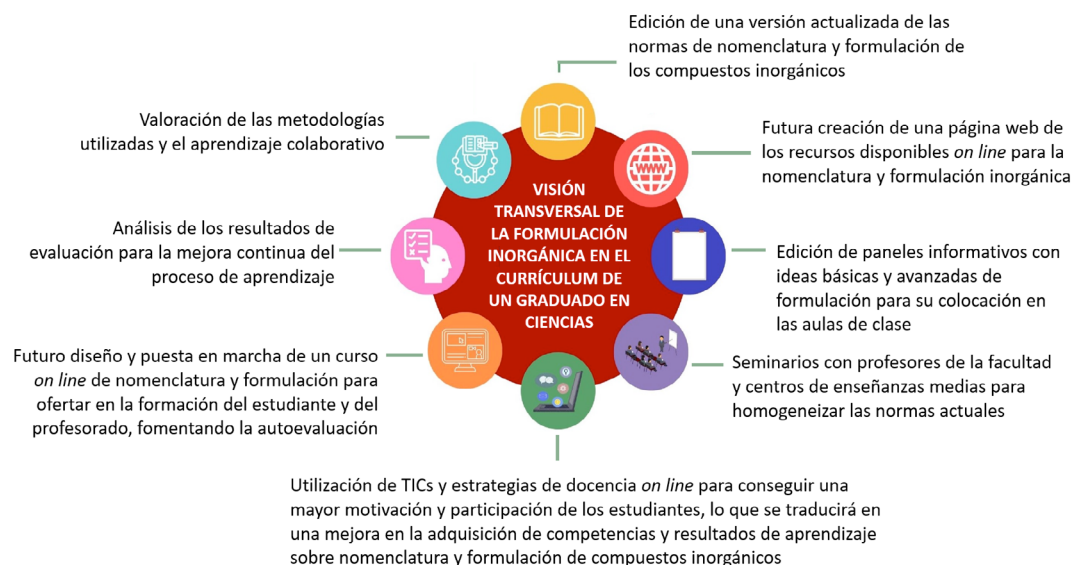 Edición de una versión actualizada de las
normas de nomenclatura y formulación de
los compuestos inorgánicos
Valoración de las metodologías
utilizadas y el aprendizaje colaborativo
Futura creación de una página web de
los recursos disponibles on line para la
nomenclatura y formulación inorgánica
WWW
VISIÓN
TRANSVERSAL DE
LA FORMULACIÓN
INORGÁNICA EN EL
CURRÍCULUM DE
UN GRADUADO EN
CIENCIAS
Análisis de los resultados de
evaluación para la mejora continua del
proceso de aprendizaje
Edición de paneles informativos con
ideas básicas y avanzadas de
formulación para su colocación en
las aulas de clase
Futuro diseño y puesta en marcha de un curso
on line de nomenclatura y formulación para
ofertar en la formación del estudiante y del
profesorado, fomentando la autoevaluación
Seminarios con profesores de la facultad
y centros de enseñanzas medias para
homogeneizar las normas actuales
Utilización de TICs y estrategias de docencia on line para conseguir una
mayor motivación y participación de los estudiantes, lo que se traducirá en
una mejora en la adquisición de competencias y resultados de aprendizaje
sobre nomenclatura y formulación de compuestos inorgánicos